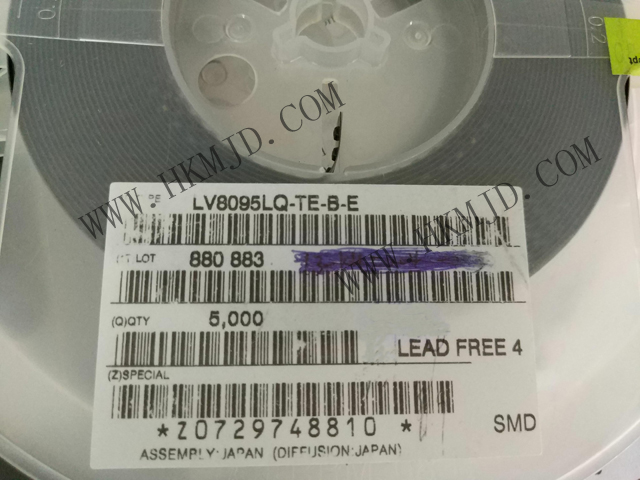 WWW.HKMJD.COM
WWW.HKMJD.COM
LV8095LQ-TE-B-E
LOT 880 883
(Q)QTY 5,000
LEAD FREE 4
(Z)SPECIAL
*Z0729748810*
SMD
ASSEMBLY:JAPAN (DIFFUSION:JAPAN)